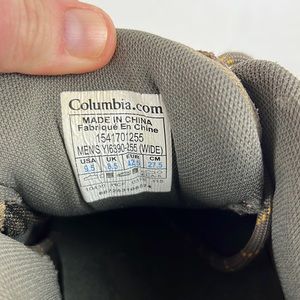 Columbia.com
MADE IN CHINA
Fabriqué En Chine
1541701255
MEN'S YI6390-255 (WIDE)
USA UK EUR CM
9.5 8.5 42.5 27.5